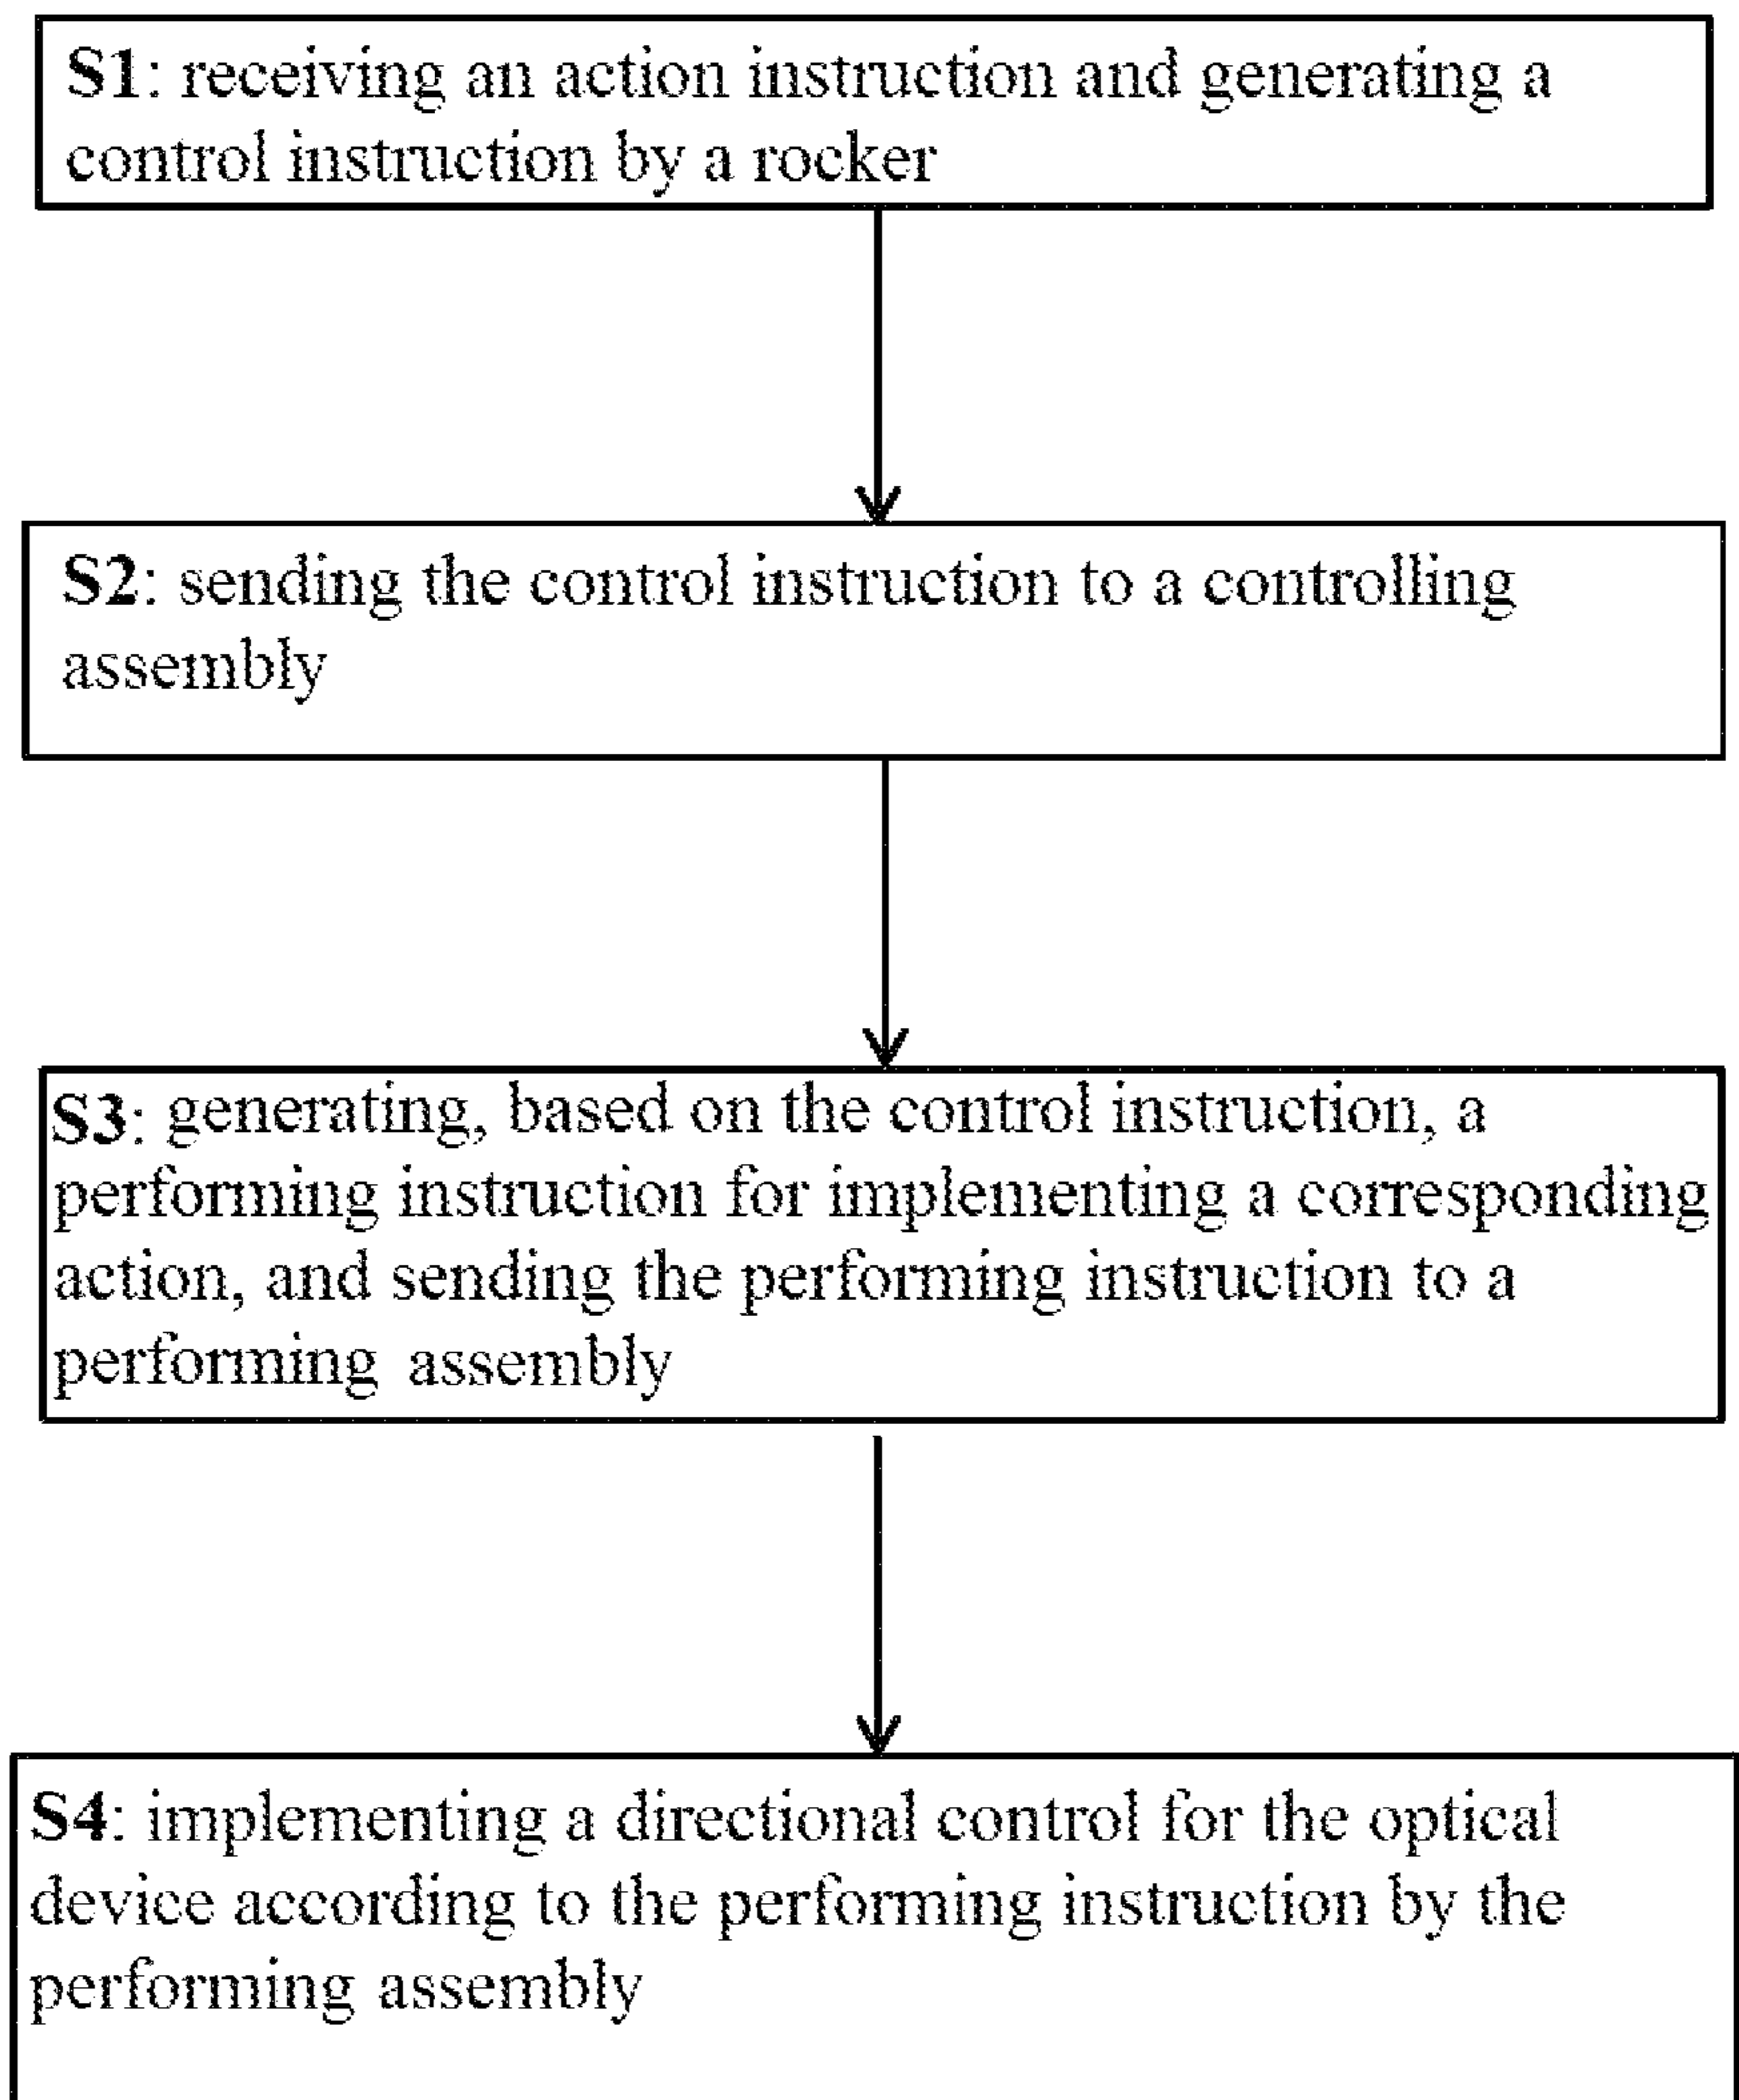 S1: receiving an action instruction and generating a
control instruction by a rocker
S2: sending the control instruction to a controlling
assembly
S3: generating, based on the control instruction, a
performing instruction for implementing a corresponding
action, and sending the performing instruction to a
performing assembly
S4: implementing a directional control for the optical
device according to the performing instruction by the
performing assembly